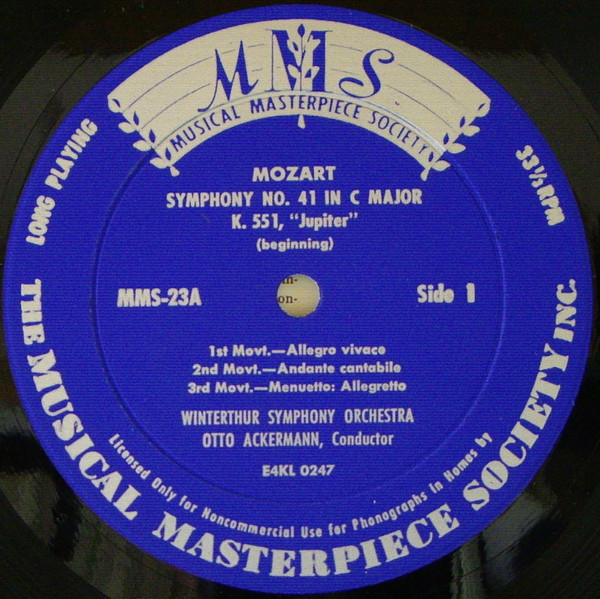 MMS
MUSICAL MASTERPIECE SOCIETY
LONG PLAYING
33⅓ RPM
MOZART
SYMPHONY NO. 41 IN C MAJOR
K. 551, "Jupiter"
(beginning)
MMS-23A
Side 1
on-
1st Movt.—Allegro vivace
2nd Movt.—Andante cantabile
3rd Movt.—Menuetto: Allegretto
WINTERTHUR SYMPHONY ORCHESTRA
OTTO ACKERMANN, Conductor
E4KL 0247
Licensed Only for Noncommercial Use for Phonographs in Homes by
THE MUSICAL MASTERPIECE SOCIETY INC.